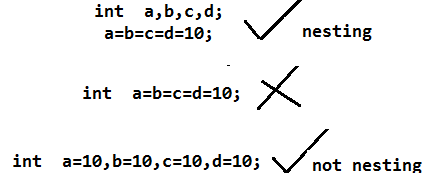 int a,b,c,d;
a=b=c=d=10; nesting
int a=b=c=d=10;
int a=10,b=10,c=10,d=10; not nesting